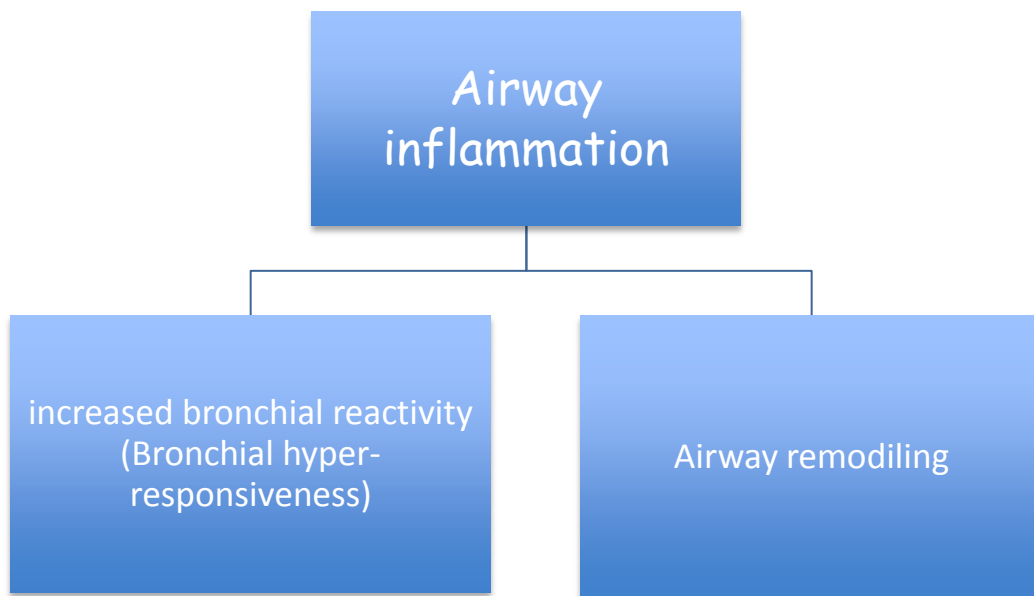 Airway
inflammation
increased bronchial reactivity
(Bronchial hyper-
responsiveness)
Airway remodiling